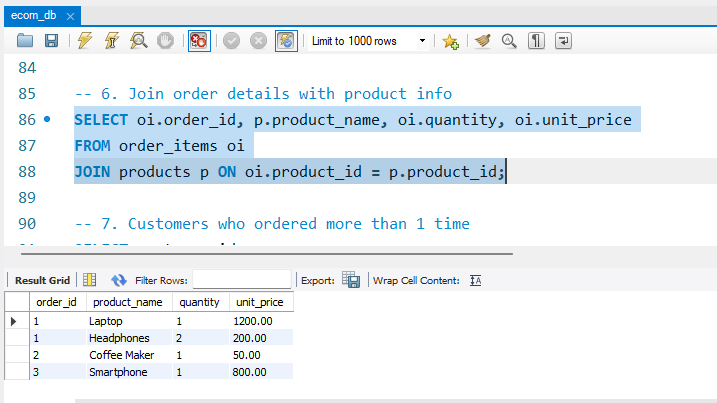 ecom_db
Limit to 1000 rows
84
85 -- 6. Join order details with product info
86 SELECT oi.order_id, p.product_name, oi.quantity, oi.unit_price
87 FROM order_items oi
88 JOIN products p ON oi.product_id = p.product_id;
89
90 -- 7. Customers who ordered more than 1 time
Result Grid Filter Rows: Export: Wrap Cell Content:
order_id product_name quantity unit_price
1 Laptop 1 1200.00
1 Headphones 2 200.00
2 Coffee Maker 1 50.00
3 Smartphone 1 800.00